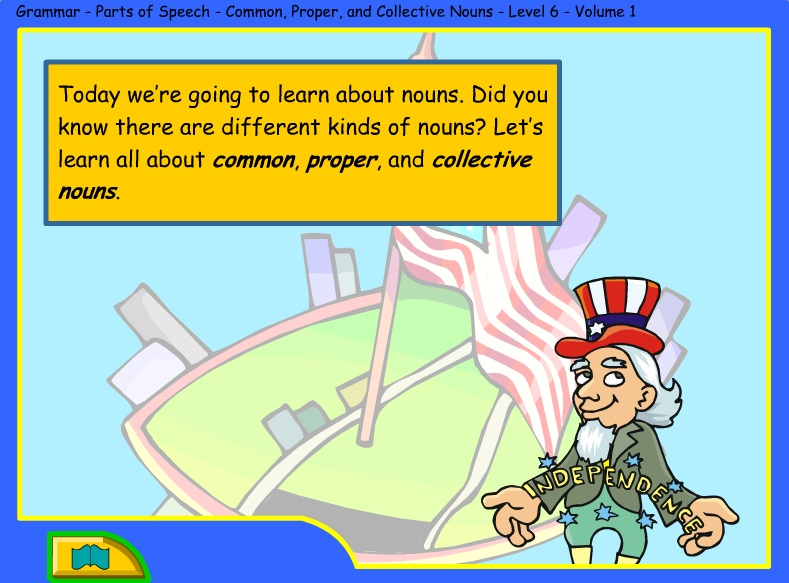 Grammar - Parts of Speech - Common, Proper, and Collective Nouns - Level 6 - Volume 1
Today we're going to learn about nouns. Did you
know there are different kinds of nouns? Let's
learn all about common, proper, and collective
nouns.
INDEPENDENCE